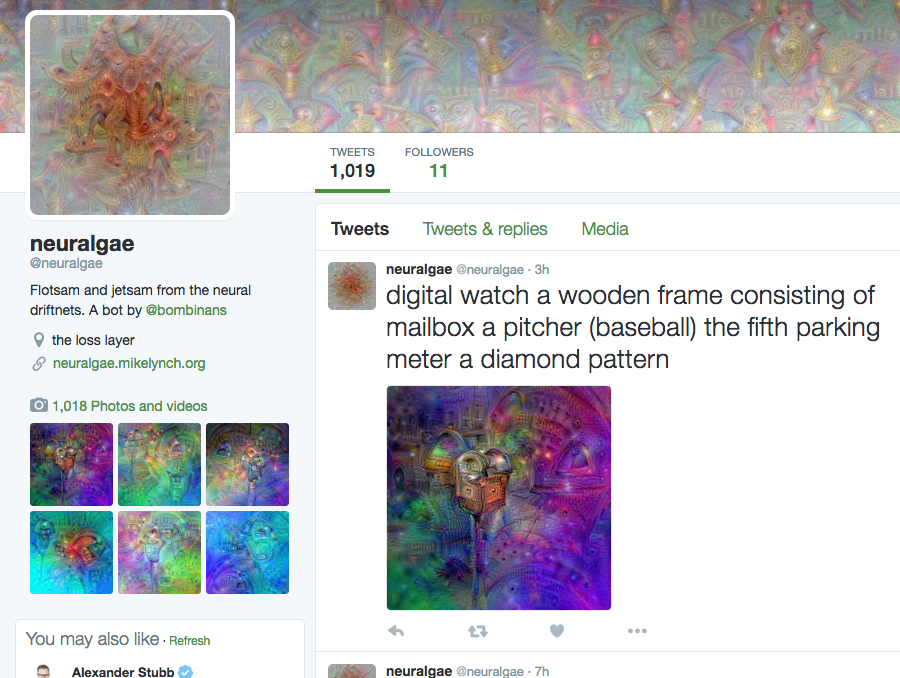 TWEETS
1,019
FOLLOWERS
11
neuralgae
@neuralgae
Flotsam and jetsam from the neural
driftnets. A bot by @bombinans
the loss layer
neuralgae.mikelynch.org
1,018 Photos and videos
You may also like · Refresh
Alexander Stubb
Tweets
Tweets & replies
Media
neuralgae @neuralgae · 3h
digital watch a wooden frame consisting of
mailbox a pitcher (baseball) the fifth parking
meter a diamond pattern
neuralgae @neuralgae · 7h